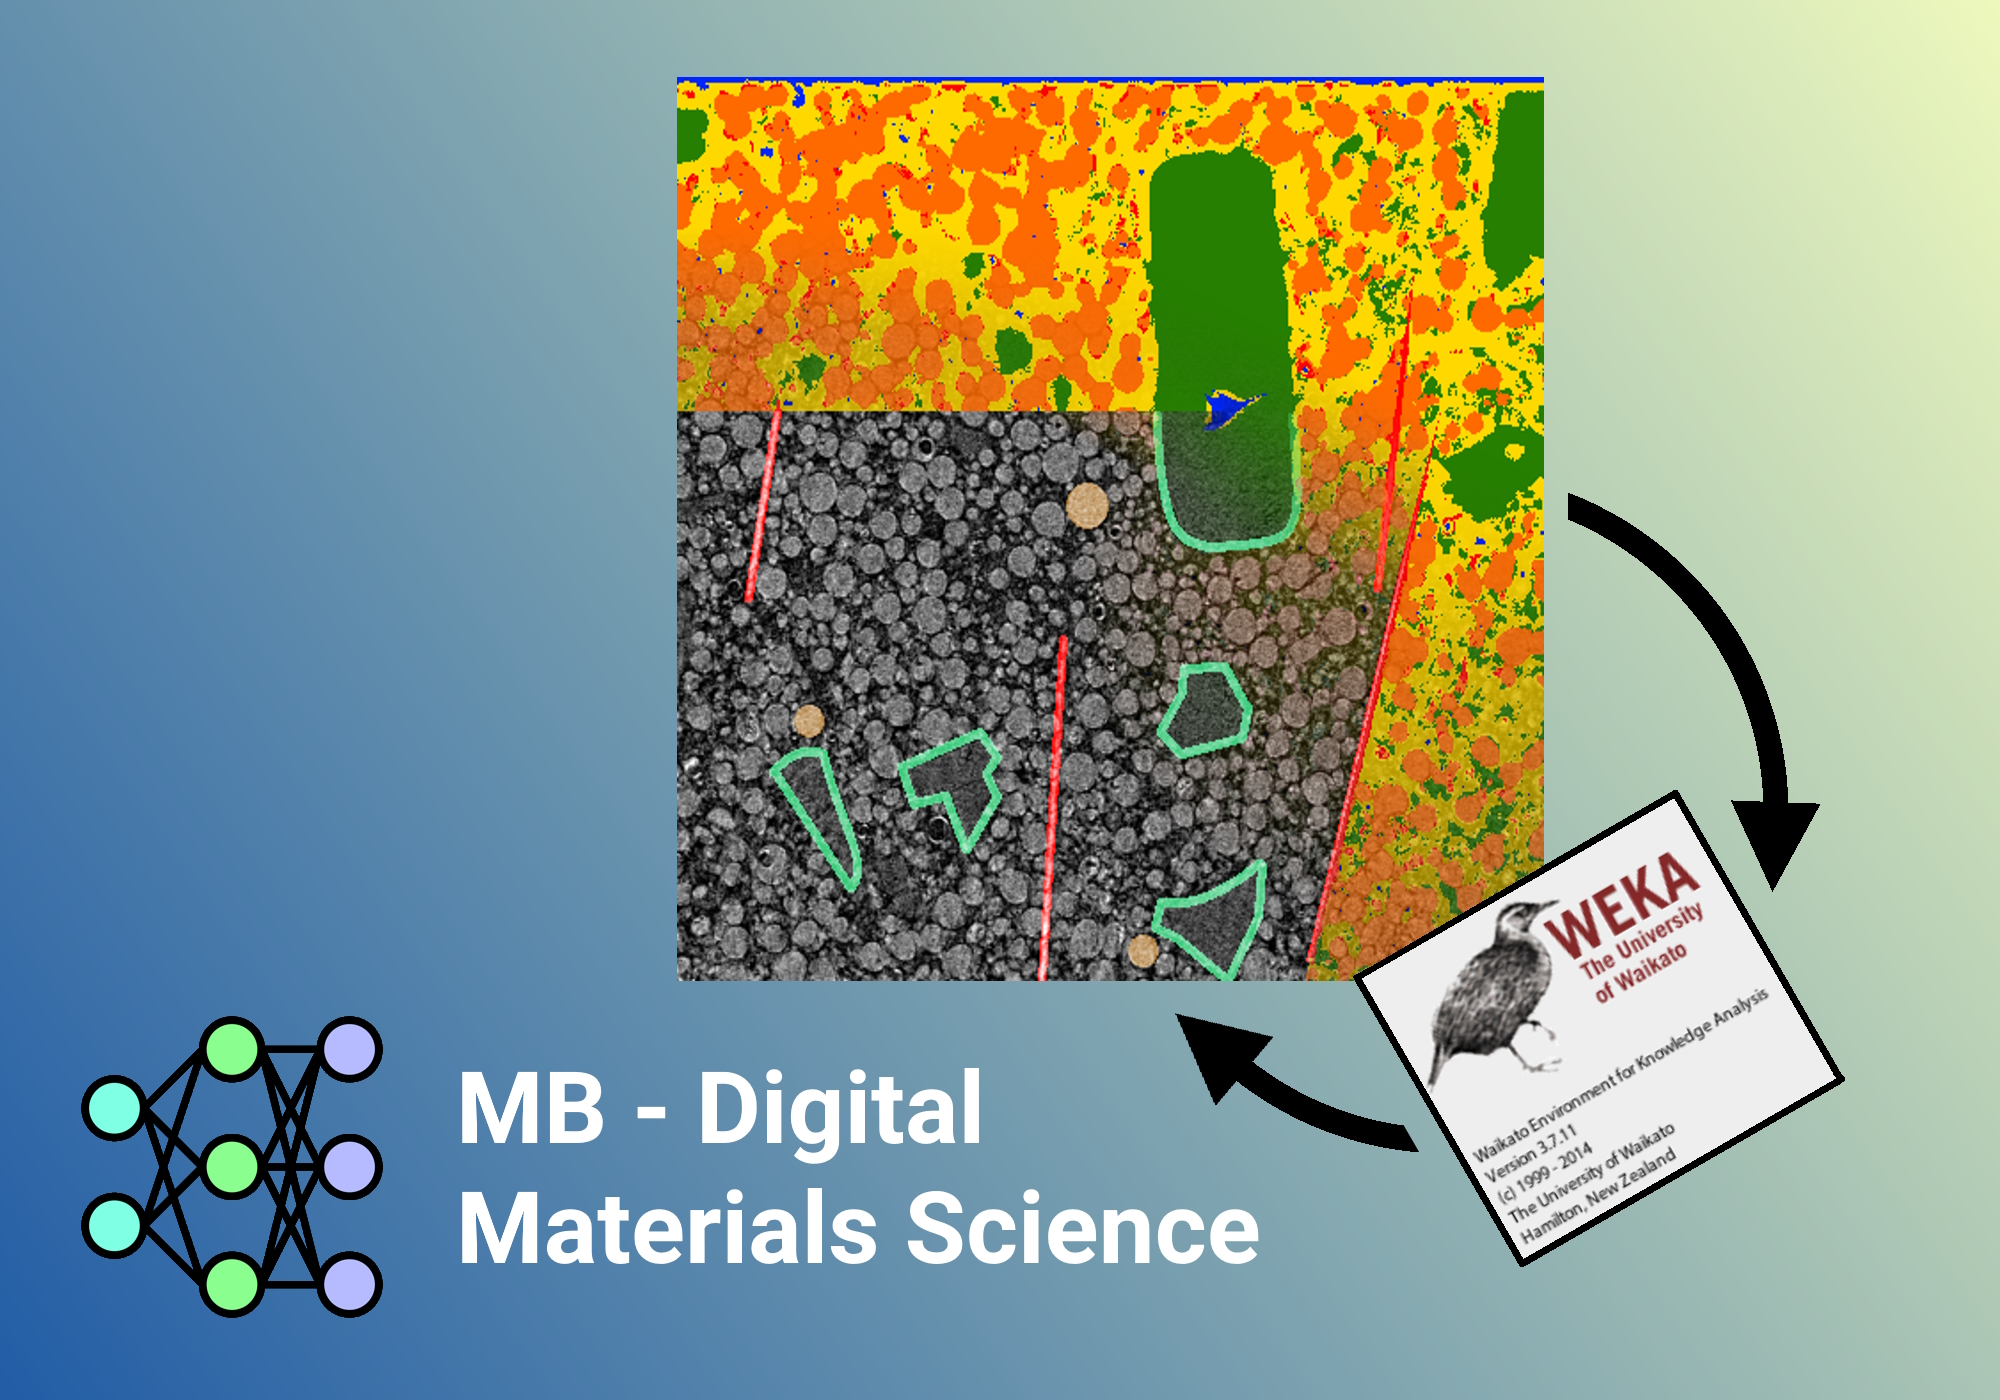 WEKA
The University
of Waikato
Waikato Environment for Knowledge Analysis
Version 3.7.11
(c) 1999 - 2014
The University of Waikato
Hamilton, New Zealand
MB - Digital
Materials Science